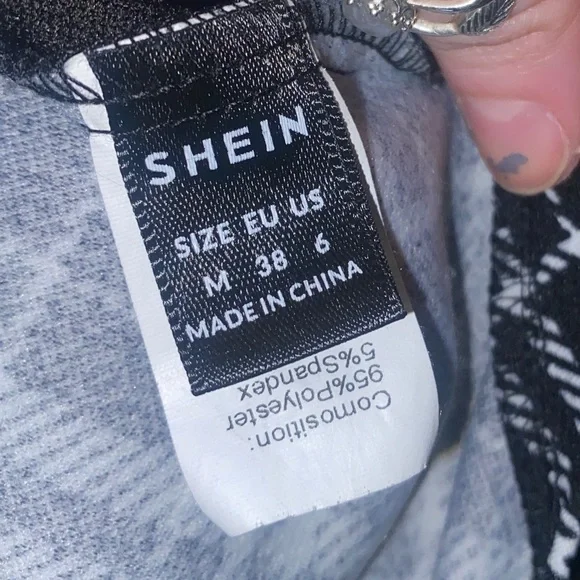 SHEIN
SIZE EU US
M 38 6
MADE IN CHINA
Comosition:
95%Polyester
5%Spandex